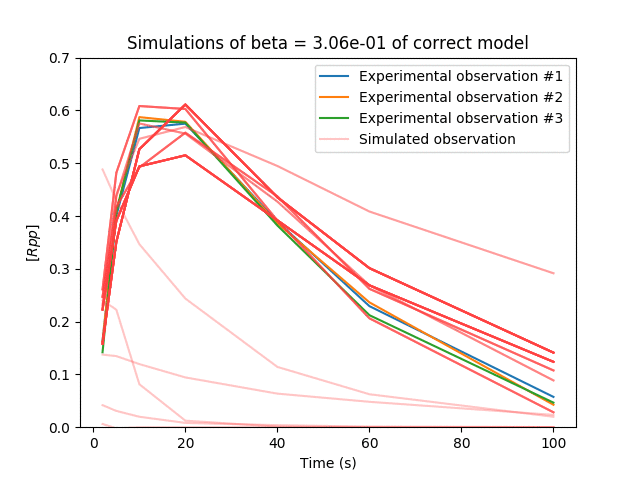 Simulations of beta = 3.06e-01 of correct model
Experimental observation #1
Experimental observation #2
Experimental observation #3
Simulated observation
[Rpp]
0.7
0.6
0.5
0.4
0.3
0.2
0.1
0.0
0 20 40 60 80 100
Time (s)